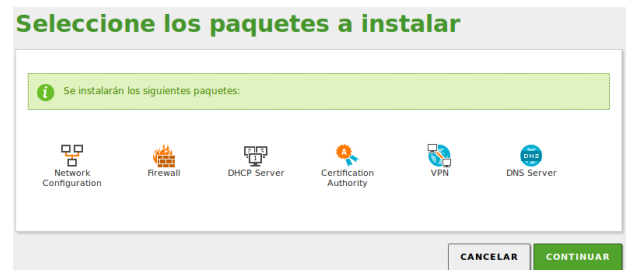 Seleccione los paquetes a instalar
Se instalarán los siguientes paquetes:
Network Configuration
Firewall
DHCP Server
Certification Authority
VPN
DNS Server
CANCELAR
CONTINUAR